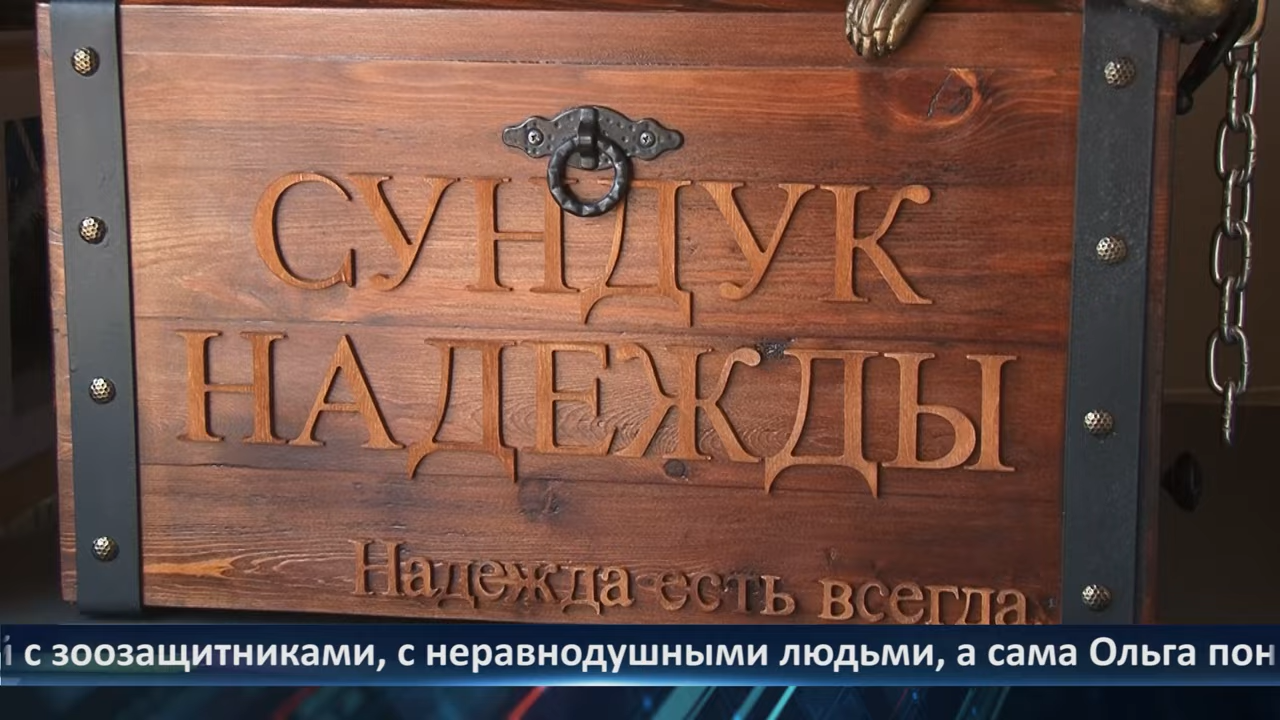 СУНДУК
НАДЕЖДЫ
Надежда есть всегда
с зоозащитниками, с неравнодушными людьми, а сама Ольга пон